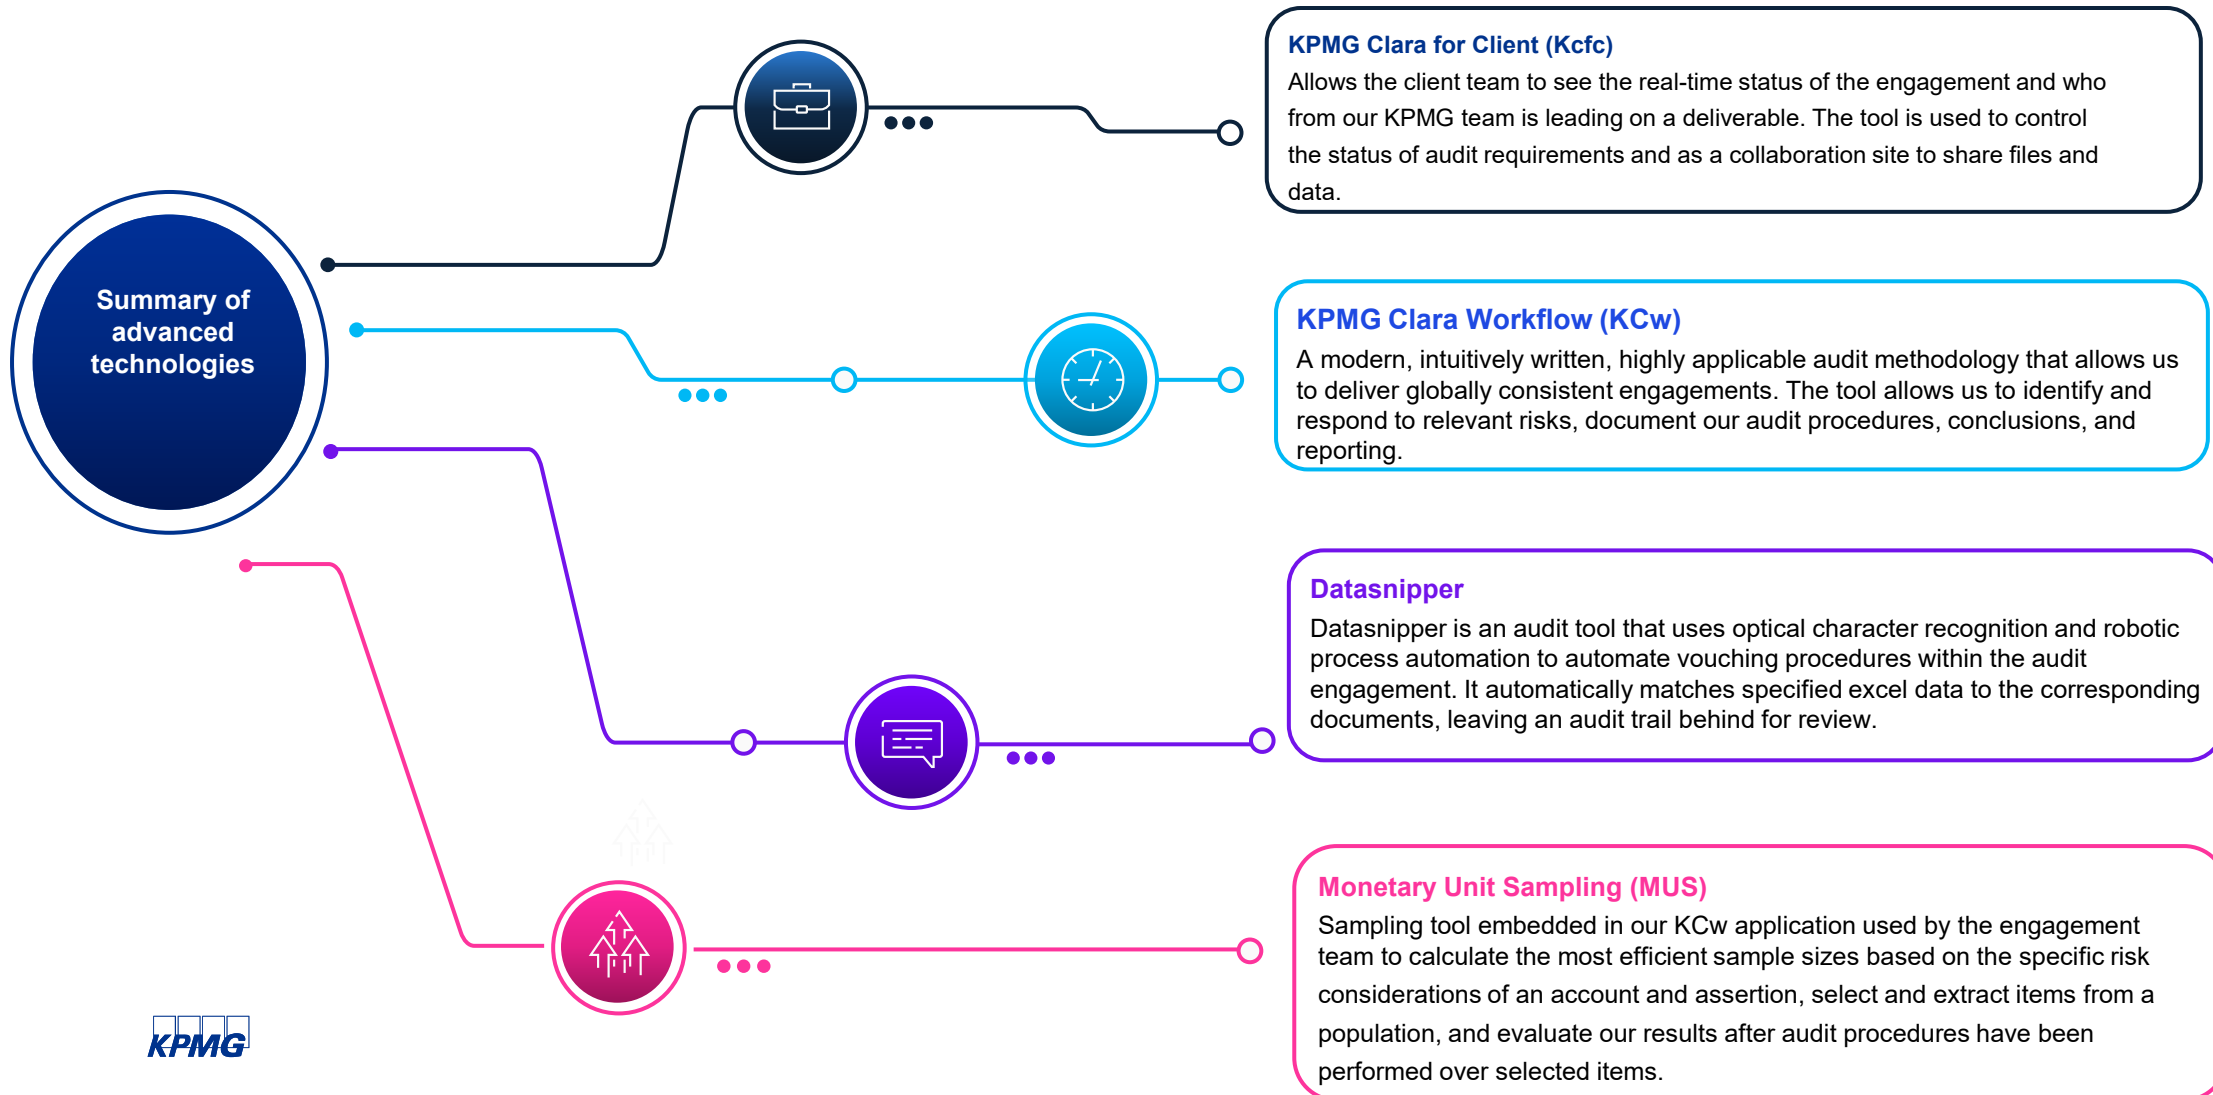 Summary of
advanced
technologies
KPMG Clara for Client (Kcfc)
Allows the client team to see the real-time status of the engagement and who
from our KPMG team is leading on a deliverable. The tool is used to control
the status of audit requirements and as a collaboration site to share files and
data.
KPMG Clara Workflow (KCw)
A modern, intuitively written, highly applicable audit methodology that allows us
to deliver globally consistent engagements. The tool allows us to identify and
respond to relevant risks, document our audit procedures, conclusions, and
reporting.
Datasnipper
Datasnipper is an audit tool that uses optical character recognition and robotic
process automation to automate vouching procedures within the audit
engagement. It automatically matches specified excel data to the corresponding
documents, leaving an audit trail behind for review.
Monetary Unit Sampling (MUS)
Sampling tool embedded in our KCw application used by the engagement
team to calculate the most efficient sample sizes based on the specific risk
considerations of an account and assertion, select and extract items from a
population, and evaluate our results after audit procedures have been
performed over selected items.
KPMG